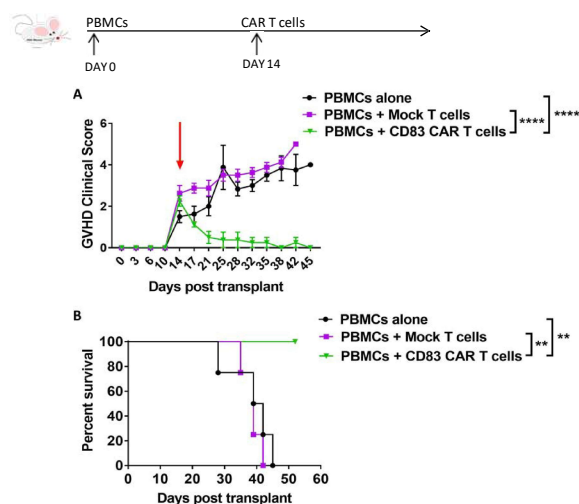 PBMCs CAR T cells
DAY 0 DAY 14
A
PBMCs alone
PBMCs + Mock T cells
PBMCs + CD83 CAR T cells
**** ****
GVHD Clinical Score
6
4
2
0
0 3 6 10 14 17 21 25 28 32 35 38 42 45
Days post transplant
B
PBMCs alone
PBMCs + Mock T cells
PBMCs + CD83 CAR T cells
** **
Percent survival
100
80
60
40
20
0
0 10 20 30 40 50 60
Days post transplant